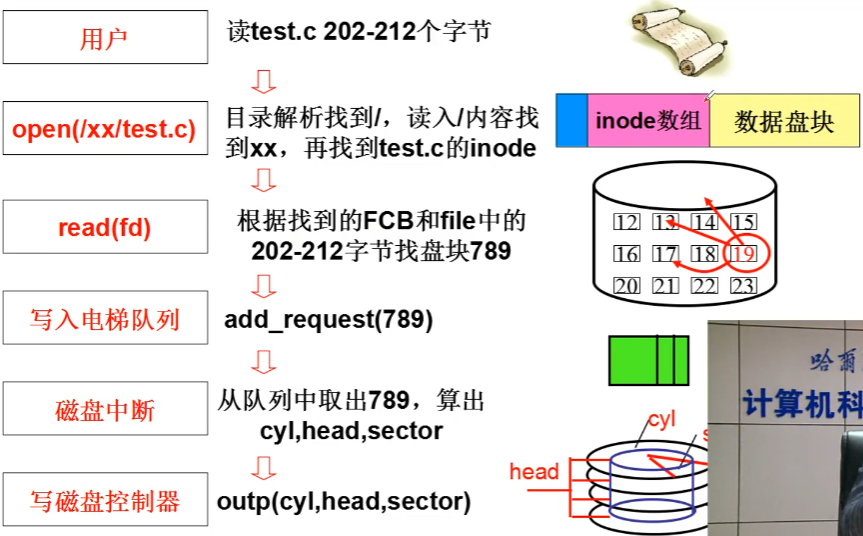 用户
读test.c 202-212个字节
open(/xx/test.c)
目录解析找到/，读入/内容找
到xx，再找到test.c的inode
inode数组
数据盘块
read(fd)
根据找到的FCB和file中的
202-212字节找盘块789
12 13 14 15
16 17 18 19
20 21 22 23
写入电梯队列
add_request(789)
磁盘中断
从队列中取出789，算出
cyl,head,sector
写磁盘控制器
outp(cyl,head,sector)
cyl
s
head
哈爾
计算机科